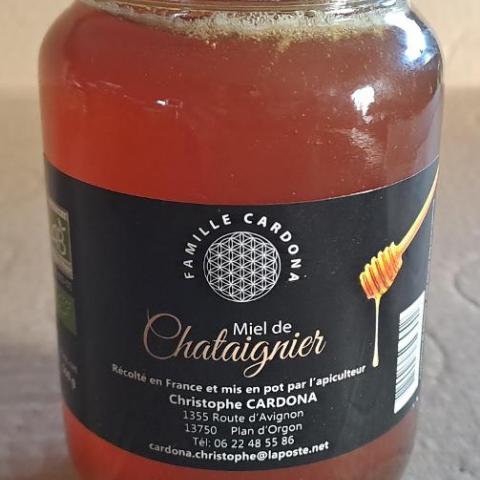 FAMILLE CARDONA
Miel de
Chataignier
Récolté en France et mis en pot par l'apiculteur
Christophe CARDONA
1355 Route d'Avignon
13750 Plan d'Orgon
Tél: 06 22 48 55 86
cardona.christophe@laposte.net